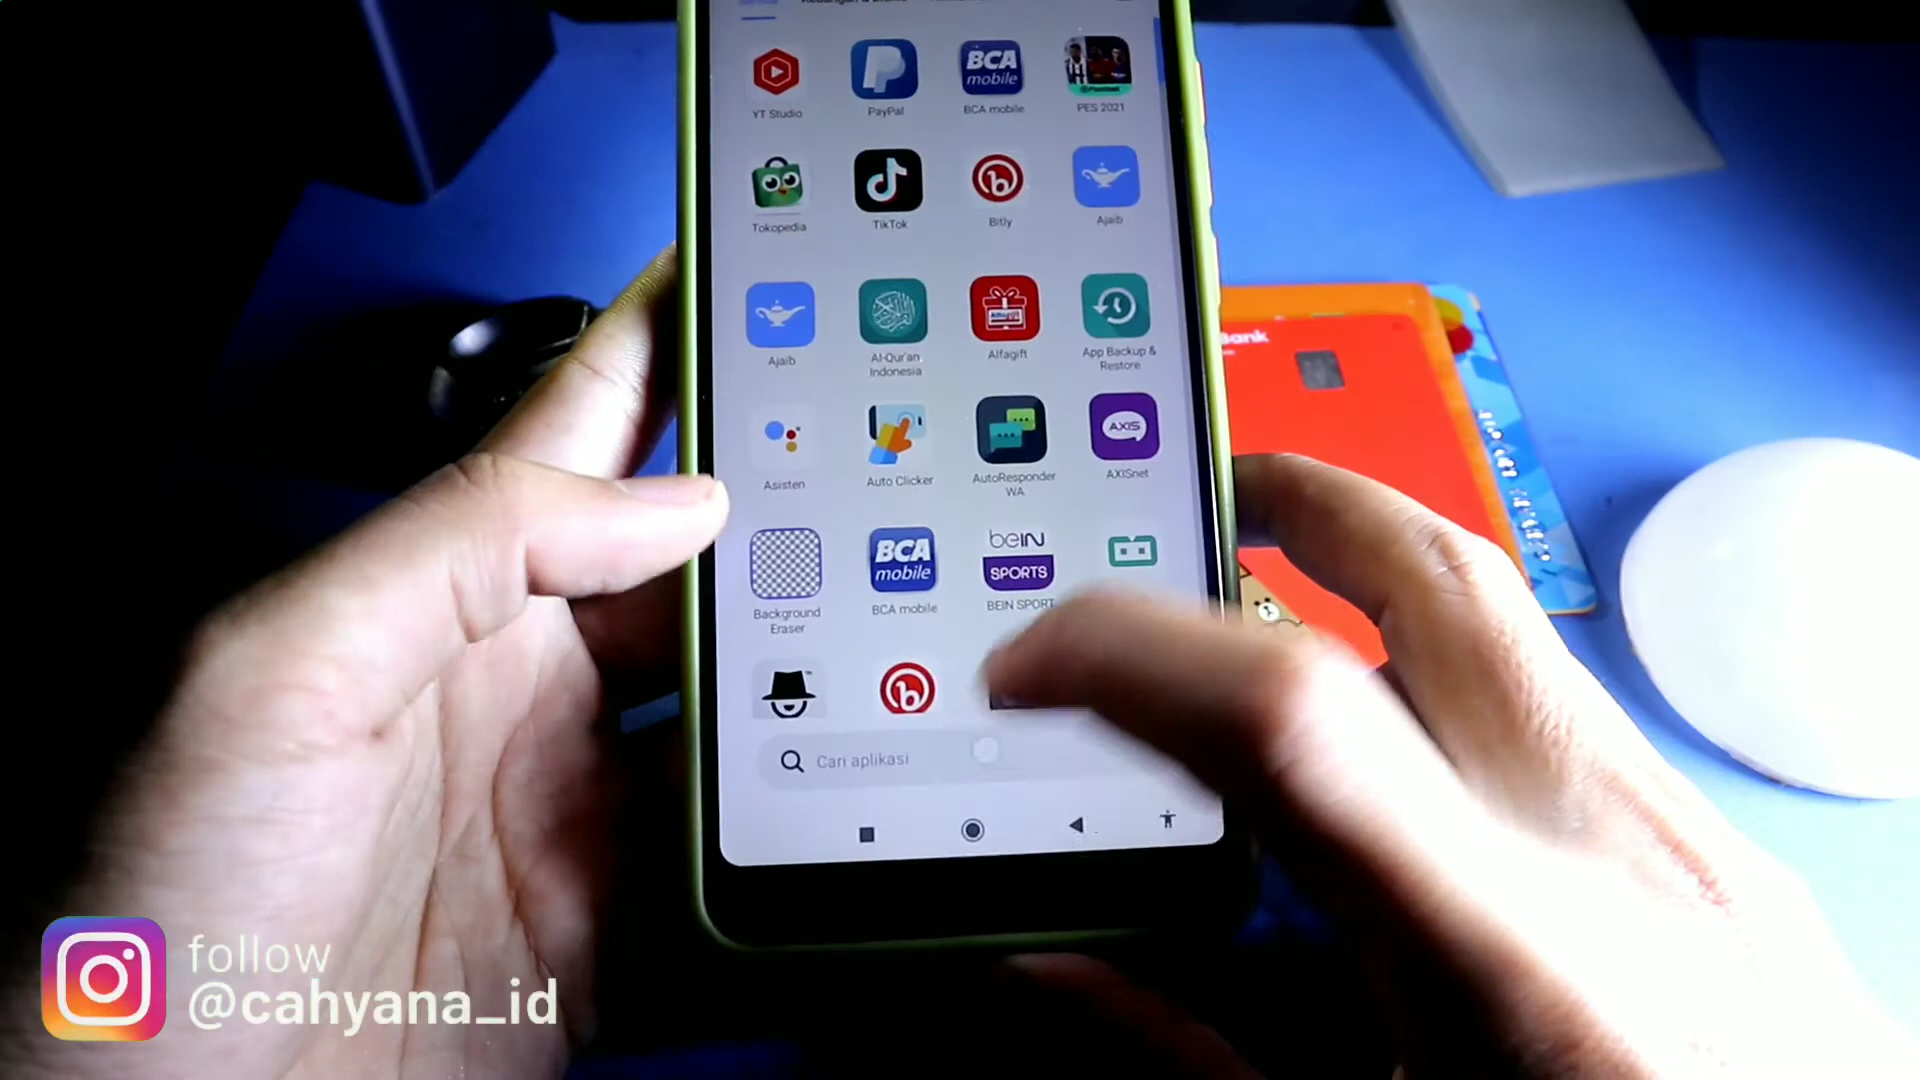 YT Studio
PayPal
BCA
mobile
BCA mobile
PES 2021
Tokopedia
TikTok
Bitly
Ajaib
Ajaib
Al-Qur'an
Indonesia
Alfagift
App Backup &
Restore
AXIS
Asisten
Auto Clicker
AutoResponder
WA
AXISnet
BCA
mobile
beIN
SPORTS
Background
Eraser
BCA mobile
BEIN SPORT
Cari aplikasi
follow
@cahyana_id